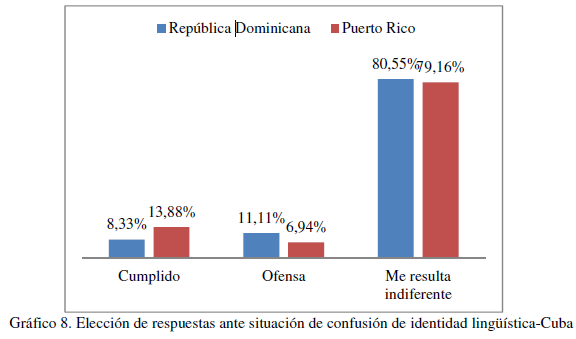 República Dominicana Puerto Rico
80,55% 79,16%
13,88%
8,33%
11,11%
6,94%
Cumplido Ofensa Me resulta
indiferente
Gráfico 8. Elección de respuestas ante situación de confusión de identidad lingüística-Cuba